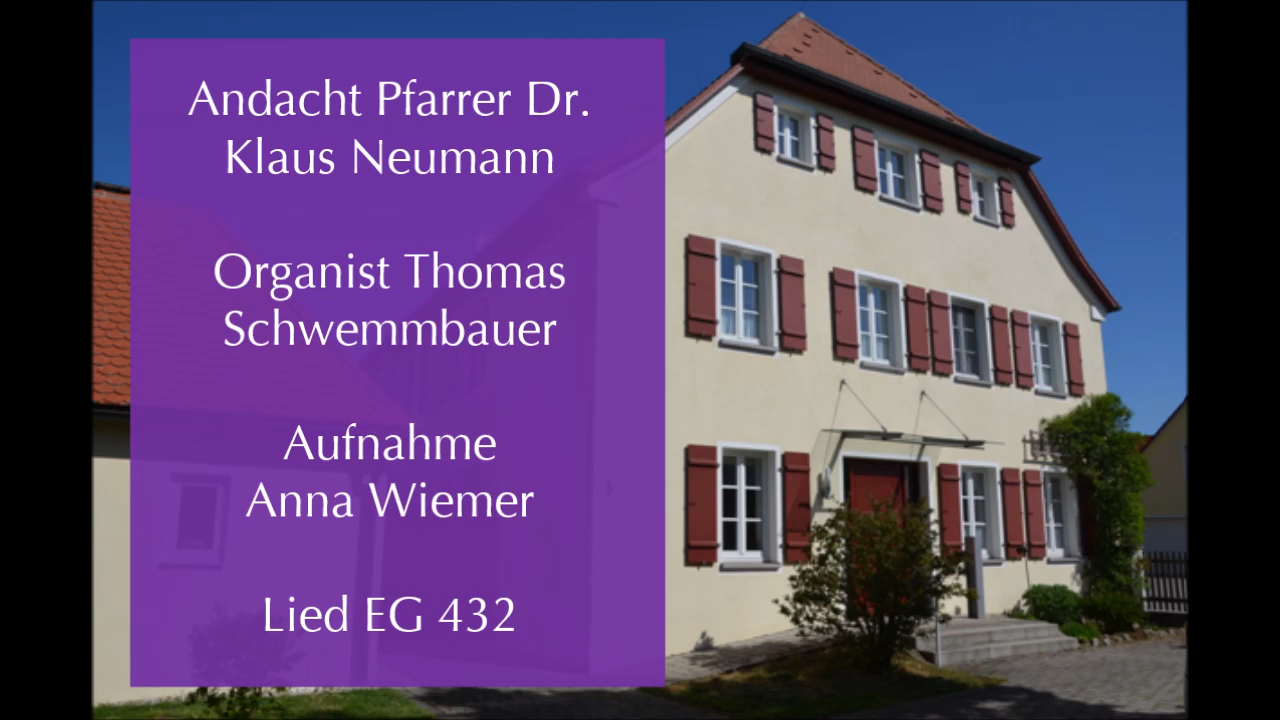 Andacht Pfarrer Dr.
Klaus Neumann
Organist Thomas
Schwemmbauer
Aufnahme
Anna Wiemer
Lied EG 432